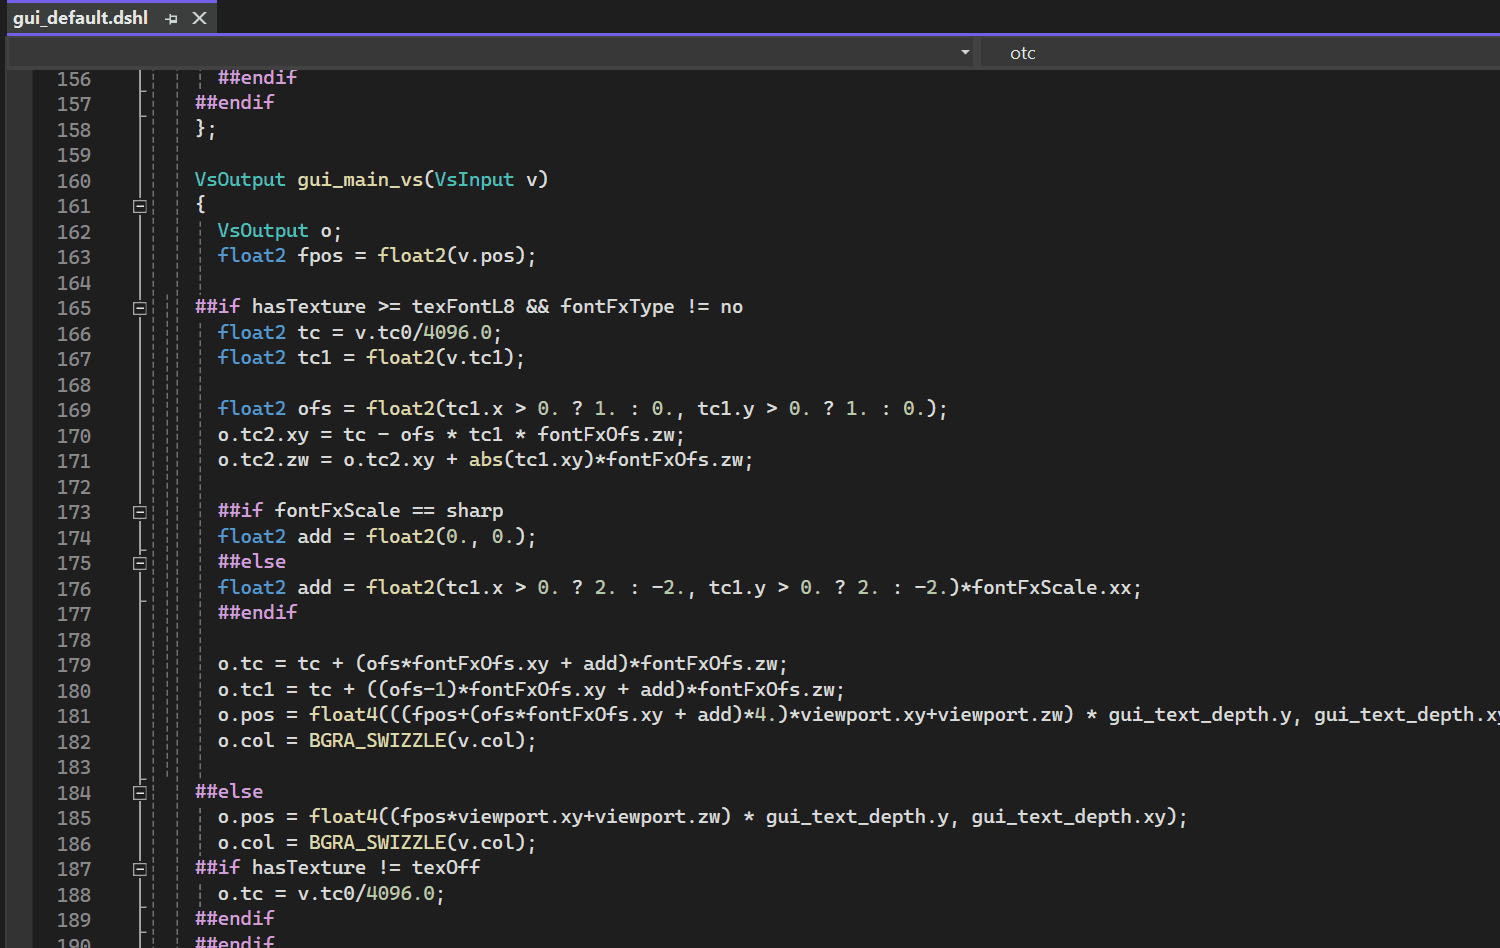 gui_default.dshl
otc
156 ##endif
157 ##endif
158 };
159
160 VsOutput gui_main_vs(VsInput v)
161 {
162 VsOutput o;
163 float2 fpos = float2(v.pos);
164
165 ##if hasTexture >= texFontL8 && fontFxType != no
166 float2 tc = v.tc0/4096.0;
167 float2 tc1 = float2(v.tc1);
168
169 float2 ofs = float2(tc1.x > 0. ? 1. : 0., tc1.y > 0. ? 1. : 0.);
170 o.tc2.xy = tc - ofs * tc1 * fontFxOfs.zw;
171 o.tc2.zw = o.tc2.xy + abs(tc1.xy)*fontFxOfs.zw;
172
173 ##if fontFxScale == sharp
174 float2 add = float2(0., 0.);
175 ##else
176 float2 add = float2(tc1.x > 0. ? 2. : -2., tc1.y > 0. ? 2. : -2.)*fontFxScale.xx;
177 ##endif
178
179 o.tc = tc + (ofs*fontFxOfs.xy + add)*fontFxOfs.zw;
180 o.tc1 = tc + ((ofs-1)*fontFxOfs.xy + add)*fontFxOfs.zw;
181 o.pos = float4(((fpos+(ofs*fontFxOfs.xy + add)*4.)*viewport.xy+viewport.zw) * gui_text_depth.y, gui_text_depth.xy
182 o.col = BGRA_SWIZZLE(v.col);
183
184 ##else
185 o.pos = float4((fpos*viewport.xy+viewport.zw) * gui_text_depth.y, gui_text_depth.xy);
186 o.col = BGRA_SWIZZLE(v.col);
187 ##if hasTexture != texOff
188 o.tc = v.tc0/4096.0;
189 ##endif
190 ##endif